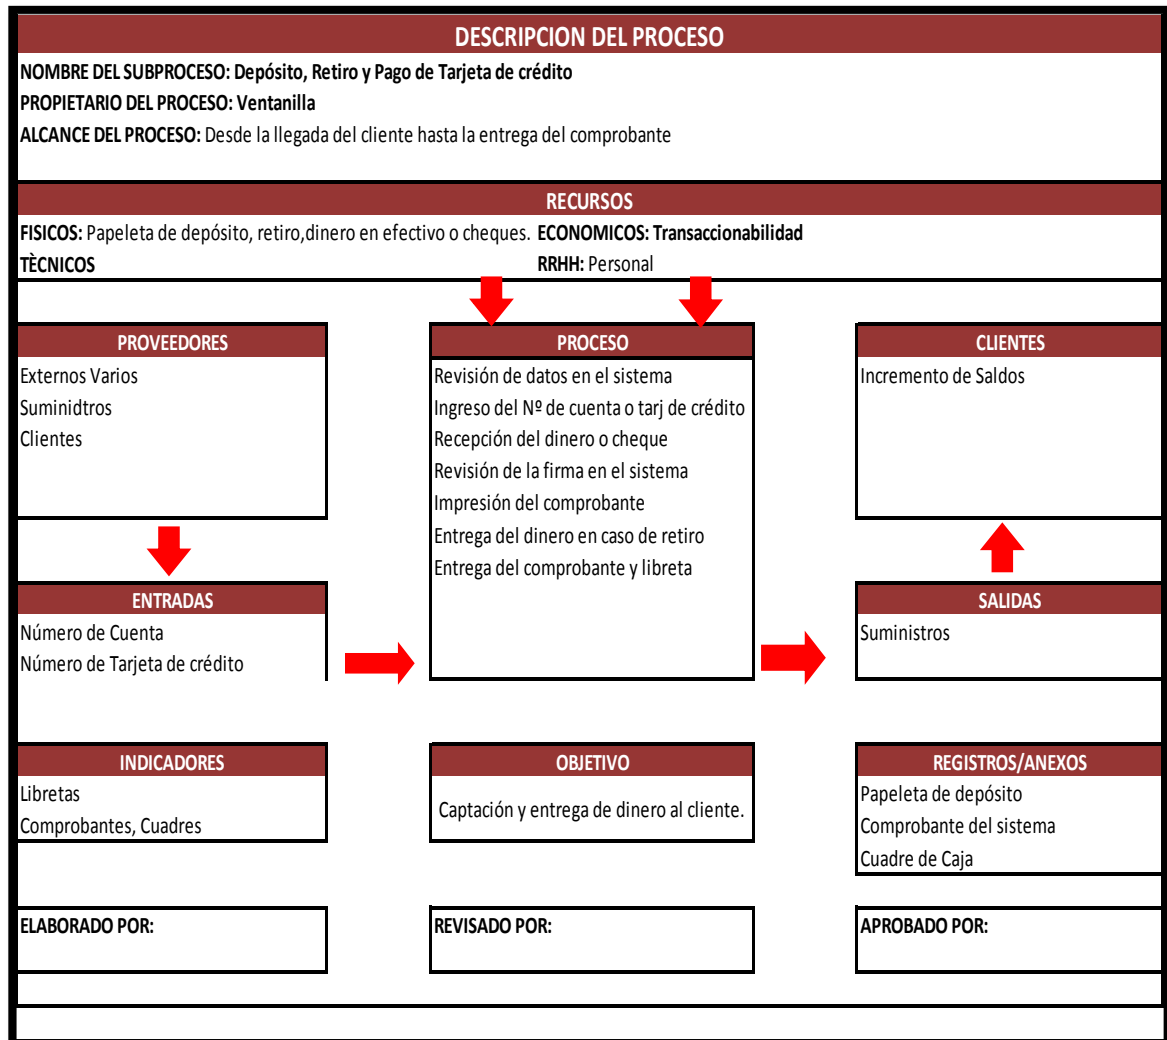 DESCRIPCION DEL PROCESO
NOMBRE DEL SUBPROCESO: Depósito, Retiro y Pago de Tarjeta de crédito
PROPIETARIO DEL PROCESO: Ventanilla
ALCANCE DEL PROCESO: Desde la llegada del cliente hasta la entrega del comprobante
RECURSOS
FISICOS: Papeleta de depósito, retiro,dinero en efectivo o cheques. ECONOMICOS: Transaccionabilidad
TÈCNICOS RRHH: Personal
PROVEEDORES
Externos Varios
Suminidtros
Clientes
ENTRADAS
Número de Cuenta
Número de Tarjeta de crédito
PROCESO
Revisión de datos en el sistema
Ingreso del Nº de cuenta o tarj de crédito
Recepción del dinero o cheque
Revisión de la firma en el sistema
Impresión del comprobante
Entrega del dinero en caso de retiro
Entrega del comprobante y libreta
CLIENTES
Incremento de Saldos
SALIDAS
Suministros
INDICADORES
Libretas
Comprobantes, Cuadres
OBJETIVO
Captación y entrega de dinero al cliente.
REGISTROS/ANEXOS
Papeleta de depósito
Comprobante del sistema
Cuadre de Caja
ELABORADO POR:
REVISADO POR:
APROBADO POR: